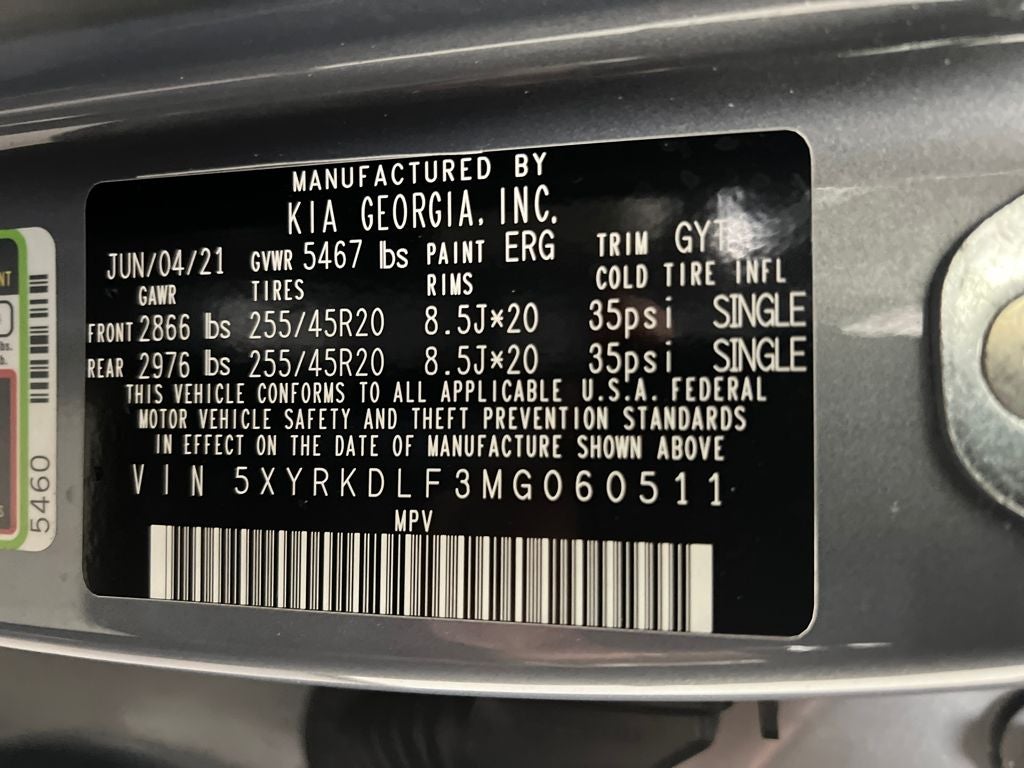 MANUFACTURED BY
KIA GEORGIA, INC.
JUN/04/21 GVWR 5467 lbs PAINT ERG TRIM GYT
GAWR TIRES RIMS COLD TIRE INFL
FRONT 2866 lbs 255/45R20 8.5J*20 35psi SINGLE
REAR 2976 lbs 255/45R20 8.5J*20 35psi SINGLE
THIS VEHICLE CONFORMS TO ALL APPLICABLE U.S.A. FEDERAL
MOTOR VEHICLE SAFETY AND THEFT PREVENTION STANDARDS
IN EFFECT ON THE DATE OF MANUFACTURE SHOWN ABOVE
VIN 5XYRKDLF3MG060511
MPV
5460